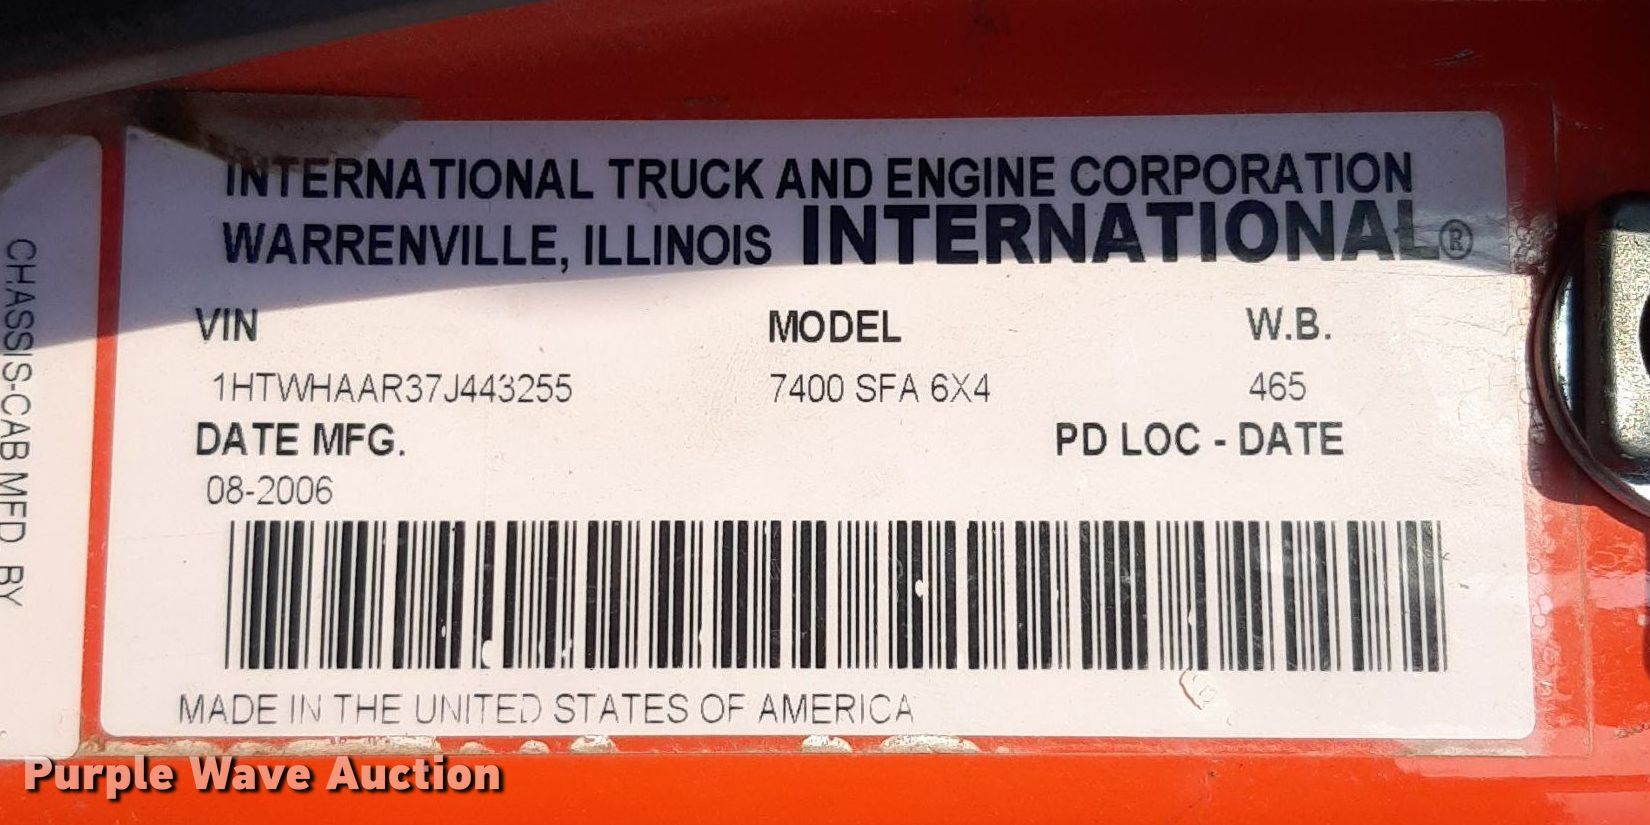 INTERNATIONAL TRUCK AND ENGINE CORPORATION
WARRENVILLE, ILLINOIS INTERNATIONAL®
VIN MODEL W.B.
1HTWHAAR37J443255 7400 SFA 6X4 465
DATE MFG. PD LOC - DATE
08-2006
MADE IN THE UNITED STATES OF AMERICA
CHASSIS-CAB MFD BY
Purple Wave Auction